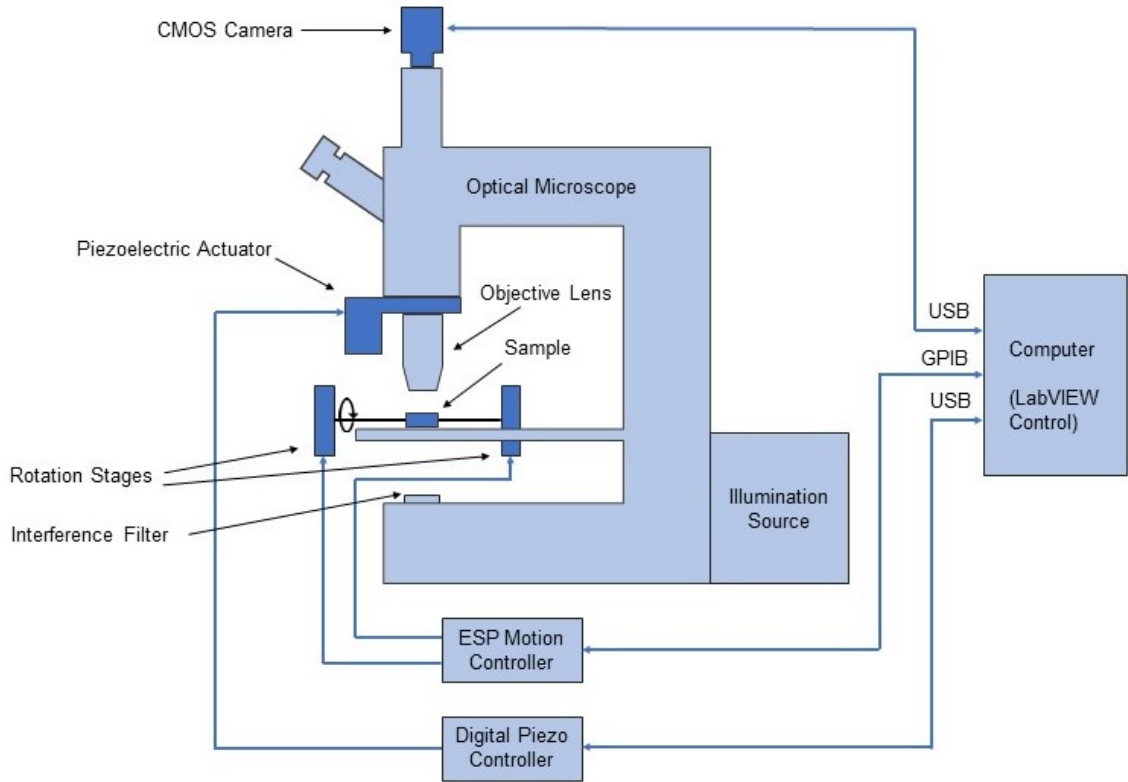 CMOS Camera
Optical Microscope
Piezoelectric Actuator
Objective Lens
Sample
USB
GPIB
USB
Computer
(LabVIEW
Control)
Rotation Stages
Interference Filter
Illumination
Source
ESP Motion
Controller
Digital Piezo
Controller